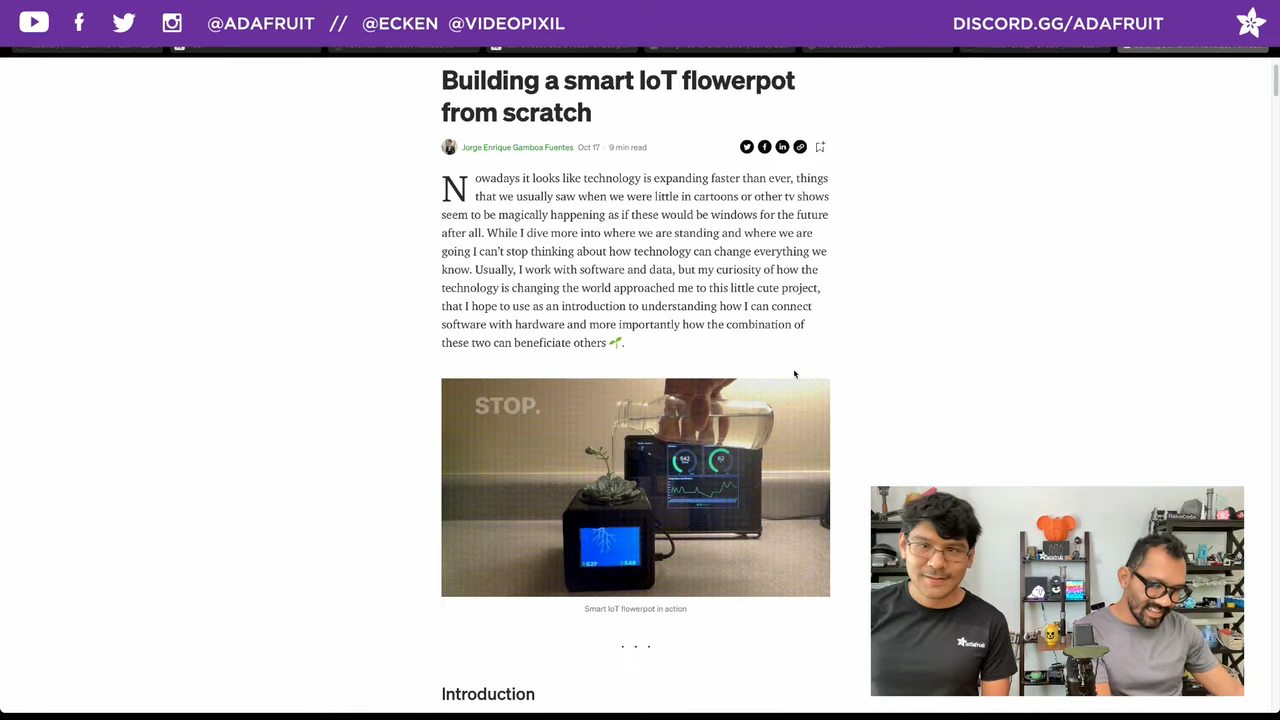 @ADAFRUIT // @ECKEN @VIDEOPIXIL
DISCORD.GG/ADAFRUIT
Building a smart IoT flowerpot
from scratch
Jorge Enrique Gamboa Fuentes Oct 17 · 9 min read
Nowadays it looks like technology is expanding faster than ever, things
that we usually saw when we were little in cartoons or other tv shows
seem to be magically happening as if these would be windows for the future
after all. While I dive more into where we are standing and where we are
going I can't stop thinking about how technology can change everything we
know. Usually, I work with software and data, but my curiosity of how the
technology is changing the world approached me to this little cute project,
that I hope to use as an introduction to understanding how I can connect
software with hardware and more importantly how the combination of
these two can beneficiate others 🌱.
STOP.
542
62
Smart IoT flowerpot in action
. . .
Introduction
MakeCode
ADA
adafruit
adafruit